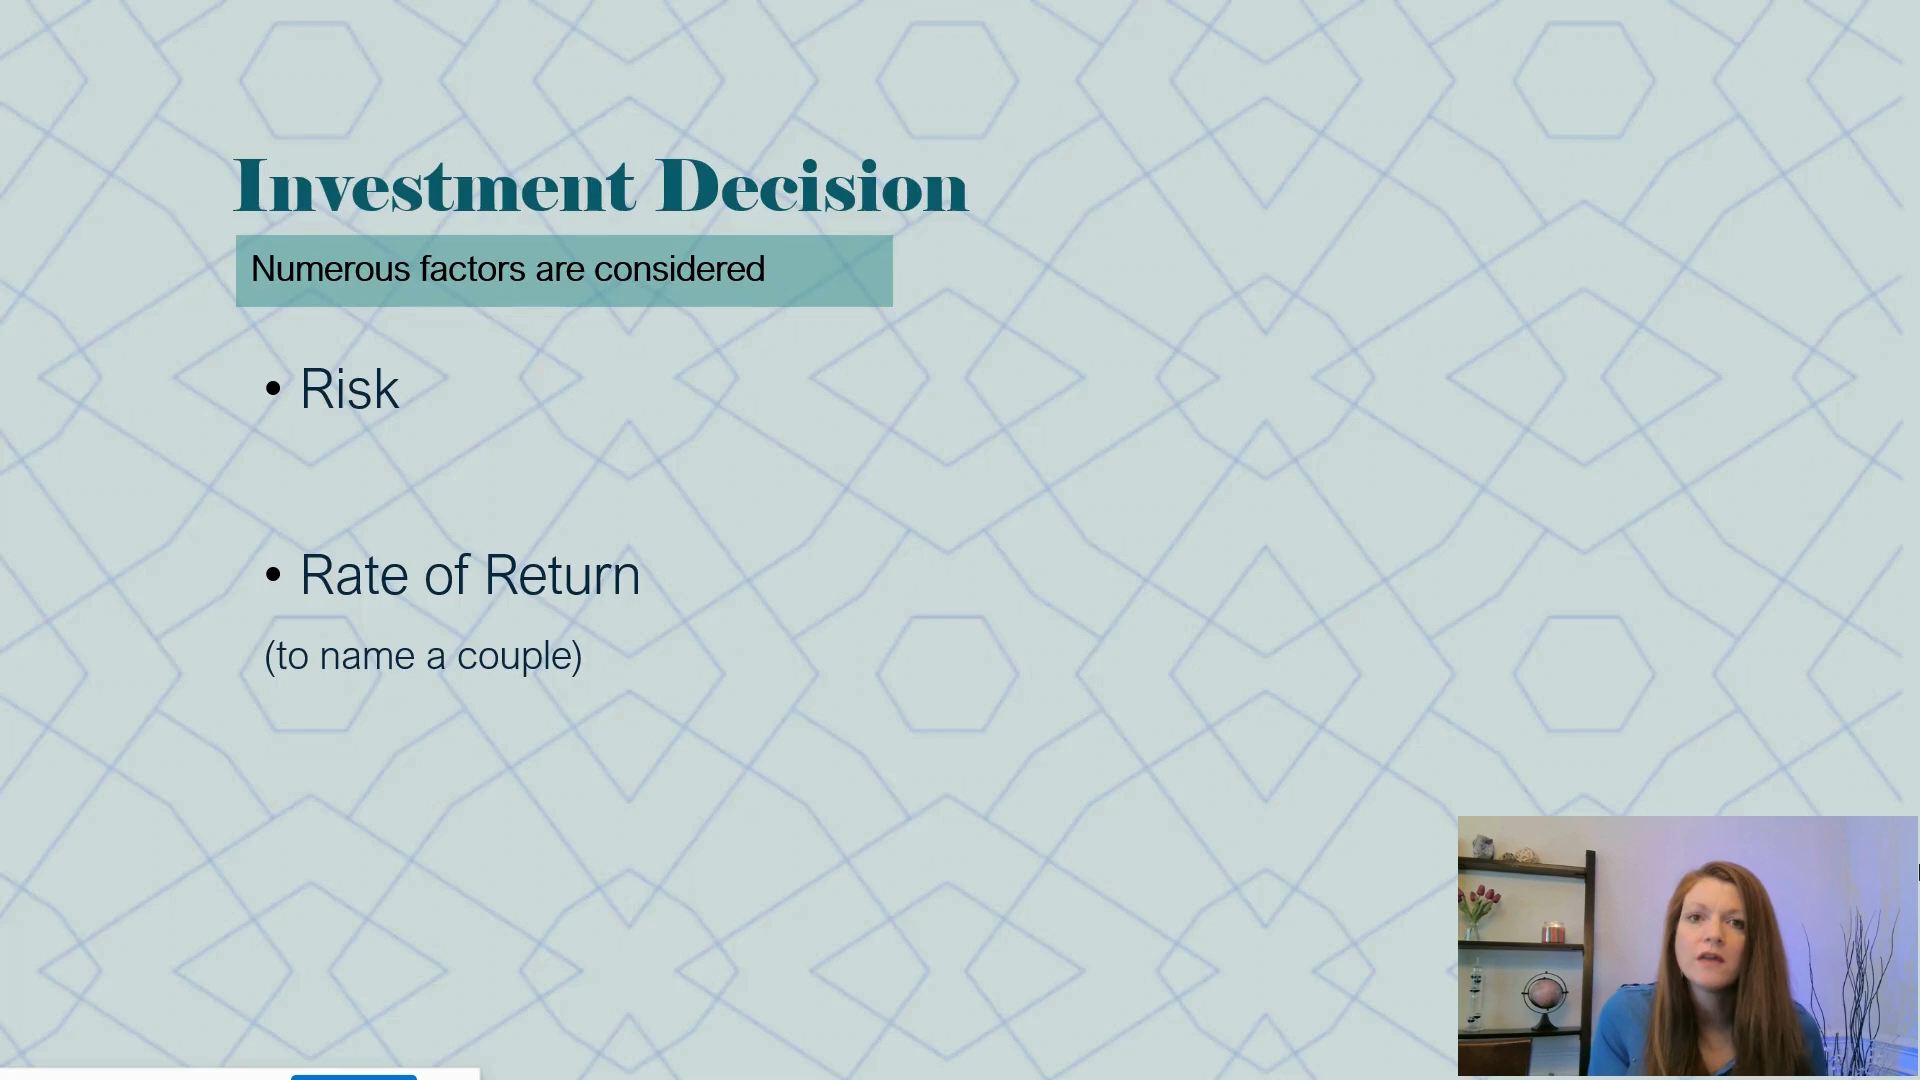 Investment Decision
Numerous factors are considered
• Risk
• Rate of Return
(to name a couple)